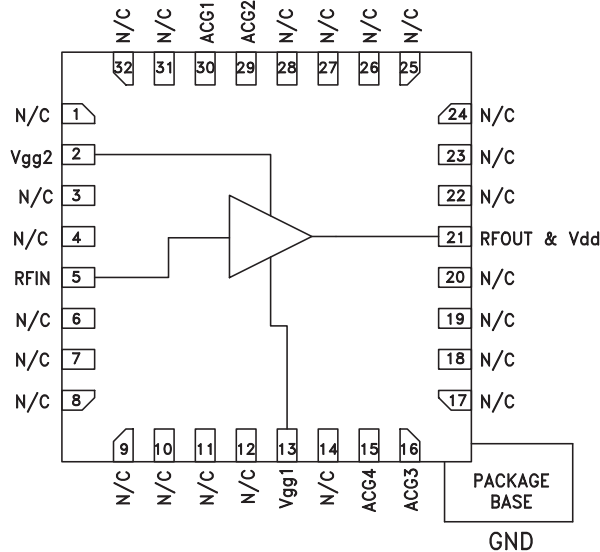 N/C N/C ACG1 ACG2 N/C N/C N/C N/C
32 31 30 29 28 27 26 25
N/C 1 24 N/C
Vgg2 2 23 N/C
N/C 3 22 N/C
N/C 4 21 RFOUT & Vdd
RFIN 5 20 N/C
N/C 6 19 N/C
N/C 7 18 N/C
N/C 8 17 N/C
9 10 11 12 13 14 15 16
N/C N/C N/C N/C Vgg1 N/C ACG4 ACG3
PACKAGE
BASE
GND